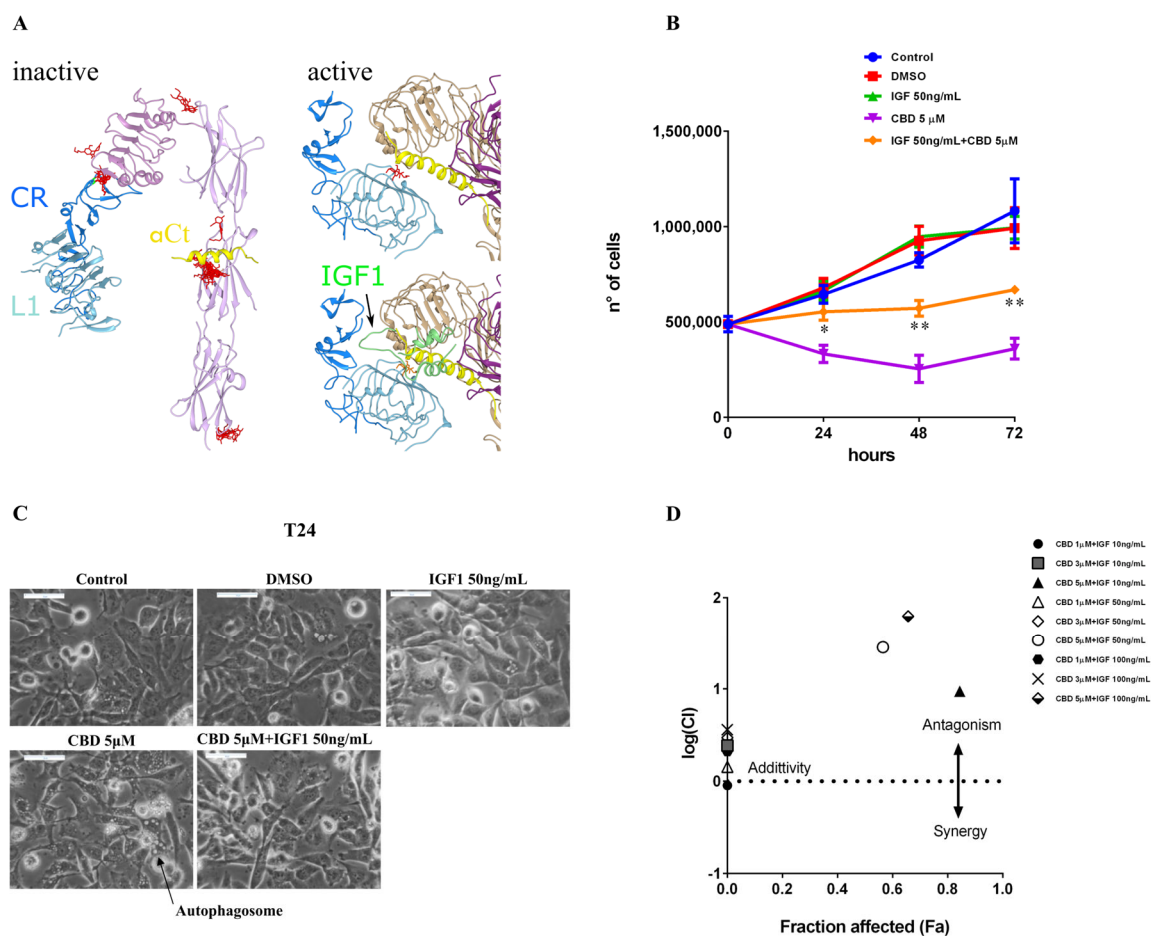 A
inactive
active
CR
αCt
L1
IGF1
B
Control
DMSO
IGF 50ng/mL
CBD 5 μM
IGF 50ng/mL+CBD 5μM
1,500,000
1,000,000
500,000
0
n° of cells
*
**
**
0
24
48
72
hours
C
T24
Control
DMSO
IGF1 50ng/mL
CBD 5μM
CBD 5μM+IGF1 50ng/mL
Autophagosome
D
CBD 1μM+IGF 10ng/mL
CBD 3μM+IGF 10ng/mL
CBD 5μM+IGF 10ng/mL
CBD 1μM+IGF 50ng/mL
CBD 3μM+IGF 50ng/mL
CBD 5μM+IGF 50ng/mL
CBD 1μM+IGF 100ng/mL
CBD 3μM+IGF 100ng/mL
CBD 5μM+IGF 100ng/mL
2
1
0
-1
log(CI)
Antagonism
Addittivity
Synergy
0.0
0.2
0.4
0.6
0.8
1.0
Fraction affected (Fa)